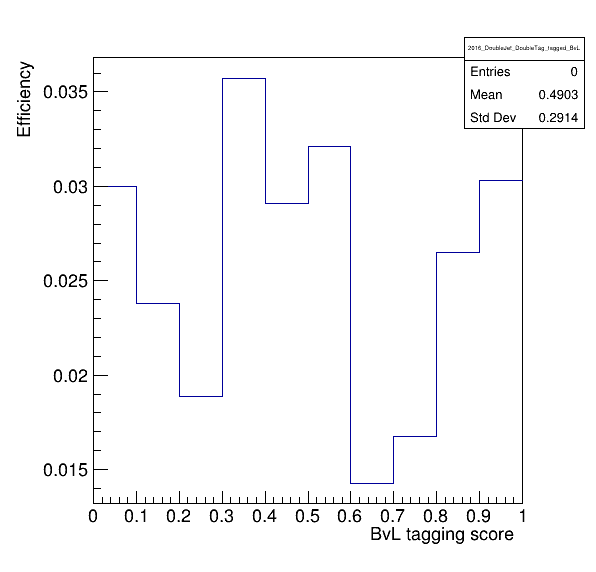 2016_DoubleJet_DoubleTag_tagged_BvL
Entries 0
Mean 0.4903
Std Dev 0.2914
Efficiency
0.035
0.03
0.025
0.02
0.015
0 0.1 0.2 0.3 0.4 0.5 0.6 0.7 0.8 0.9 1
BvL tagging score